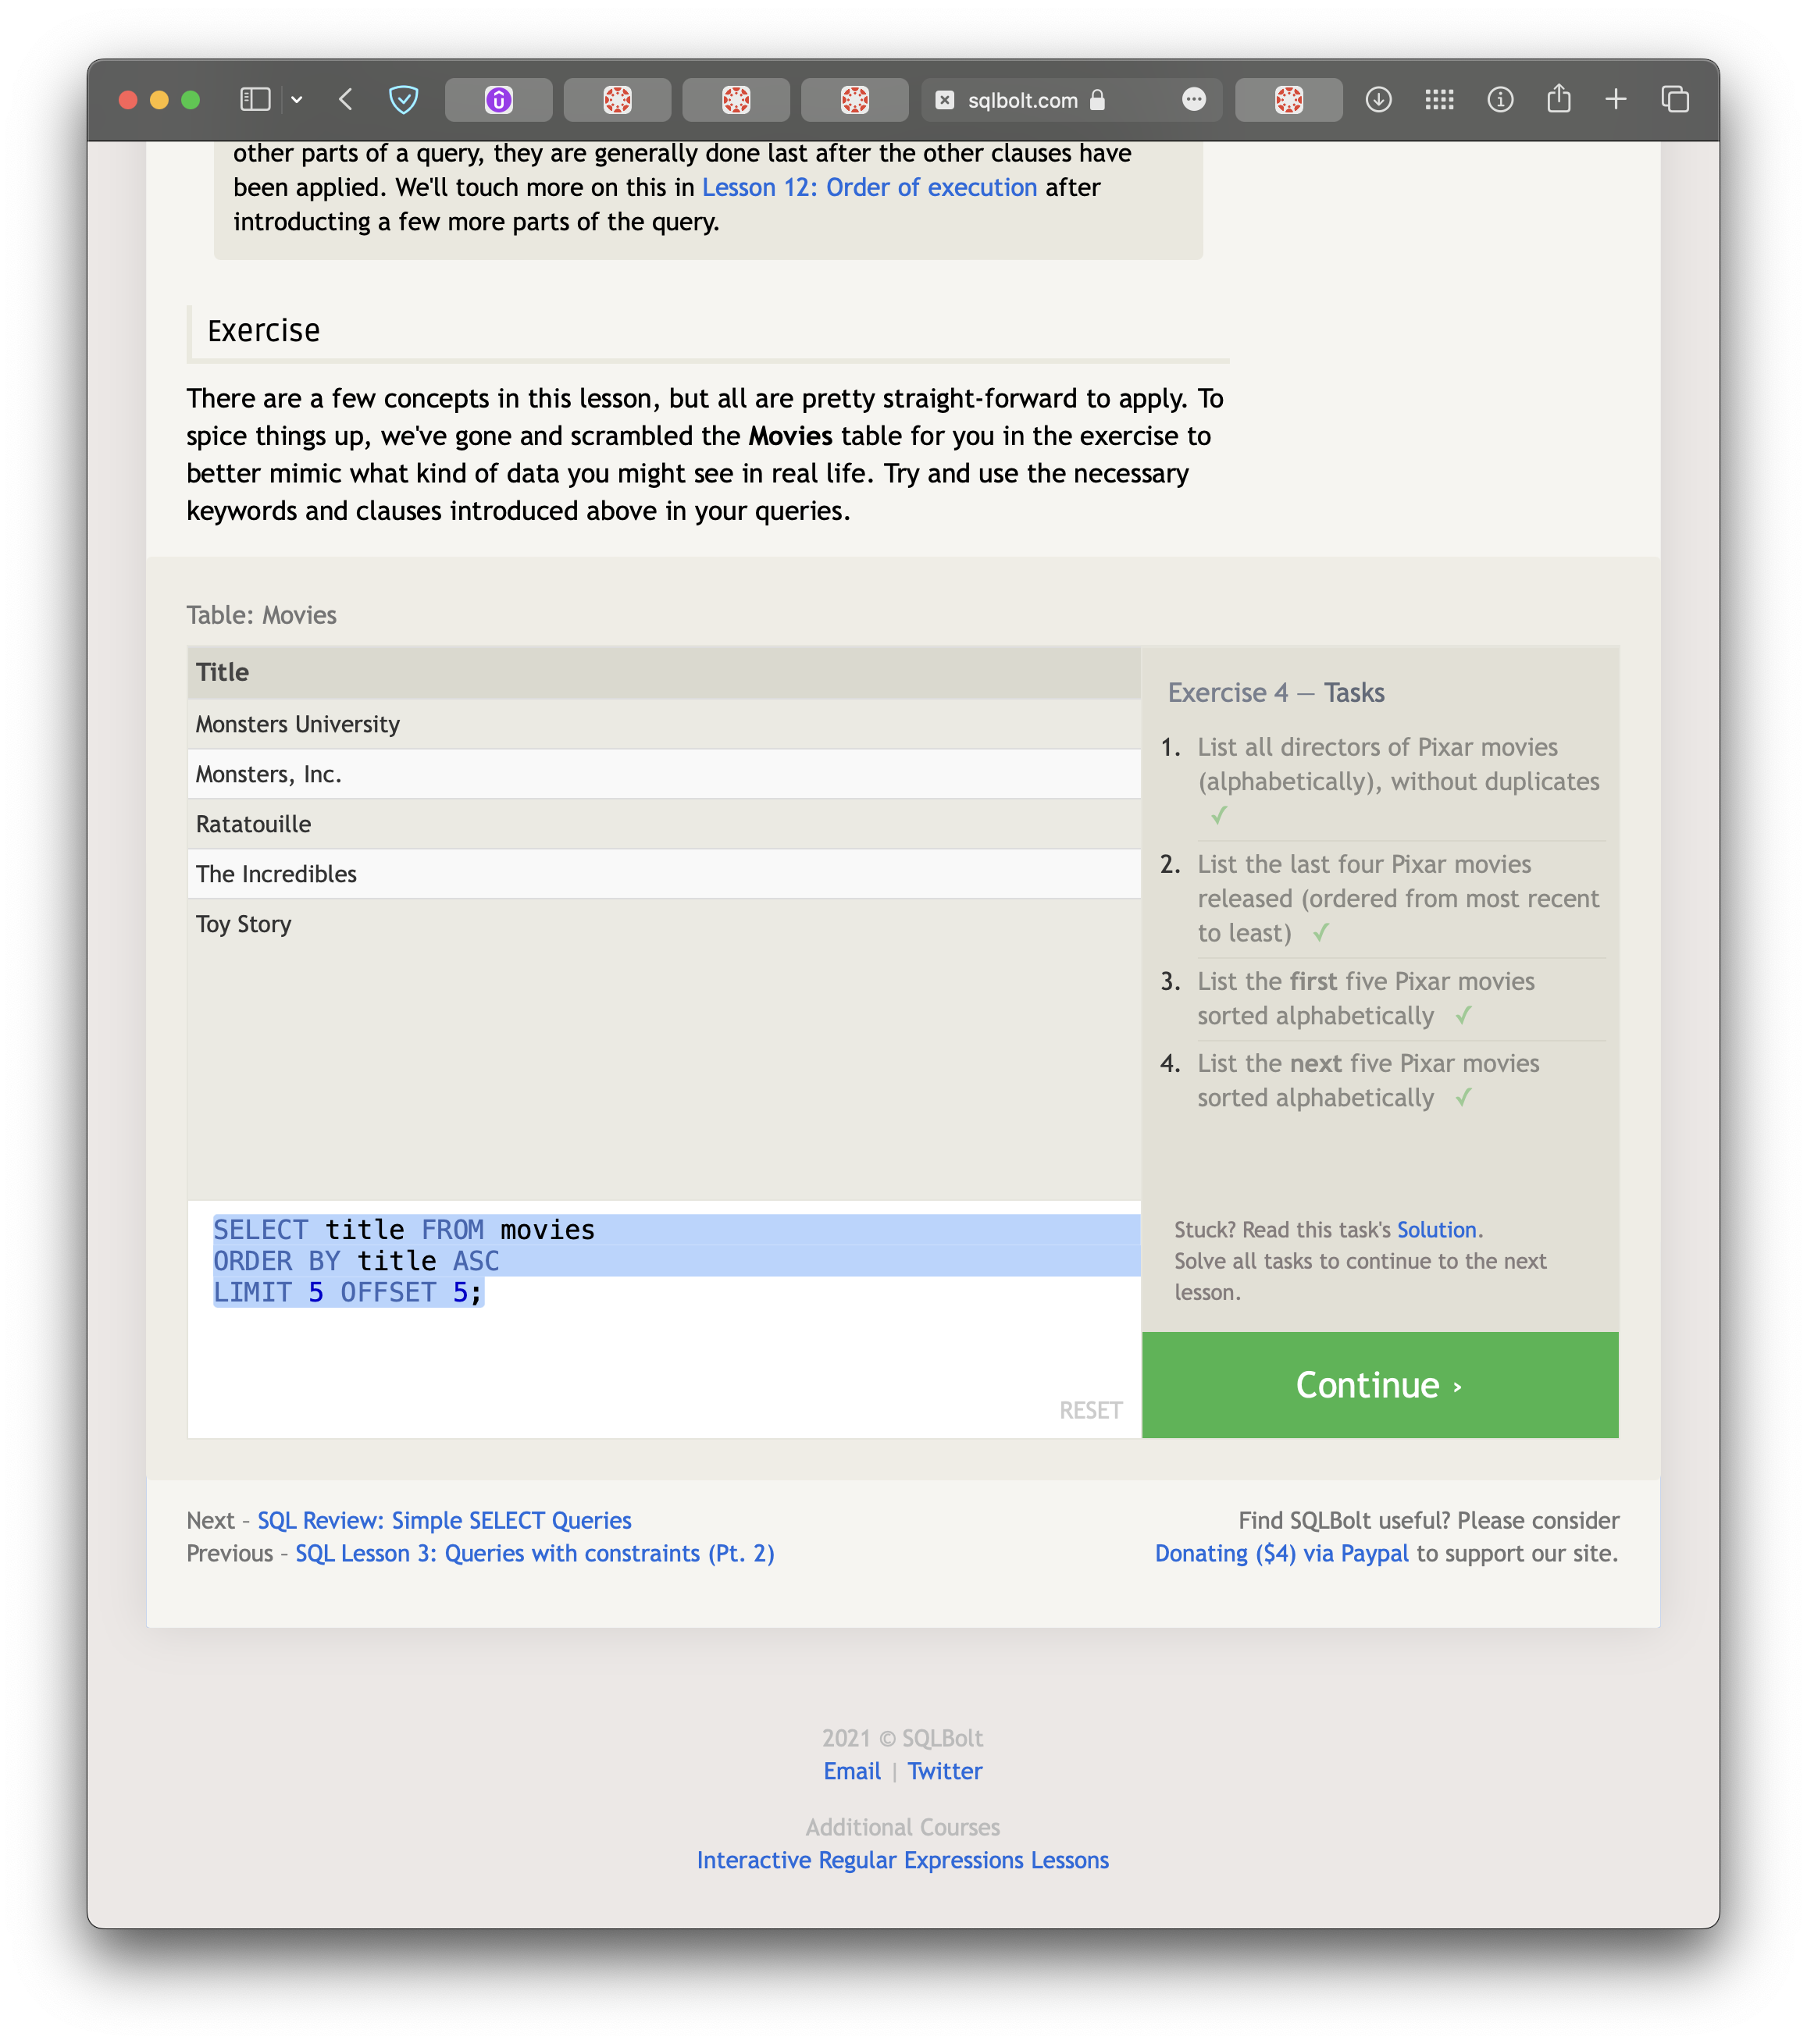 sqlbolt.com
other parts of a query, they are generally done last after the other clauses have
been applied. We'll touch more on this in Lesson 12: Order of execution after
introducting a few more parts of the query.
Exercise
There are a few concepts in this lesson, but all are pretty straight-forward to apply. To
spice things up, we've gone and scrambled the Movies table for you in the exercise to
better mimic what kind of data you might see in real life. Try and use the necessary
keywords and clauses introduced above in your queries.
Table: Movies
Title
Monsters University
Monsters, Inc.
Ratatouille
The Incredibles
Toy Story
SELECT title FROM movies
ORDER BY title ASC
LIMIT 5 OFFSET 5;
RESET
Exercise 4 — Tasks
1. List all directors of Pixar movies
(alphabetically), without duplicates
✓
2. List the last four Pixar movies
released (ordered from most recent
to least) ✓
3. List the first five Pixar movies
sorted alphabetically ✓
4. List the next five Pixar movies
sorted alphabetically ✓
Stuck? Read this task's Solution.
Solve all tasks to continue to the next
lesson.
Continue ›
Next – SQL Review: Simple SELECT Queries
Previous – SQL Lesson 3: Queries with constraints (Pt. 2)
Find SQLBolt useful? Please consider
Donating ($4) via Paypal to support our site.
2021 © SQLBolt
Email | Twitter
Additional Courses
Interactive Regular Expressions Lessons